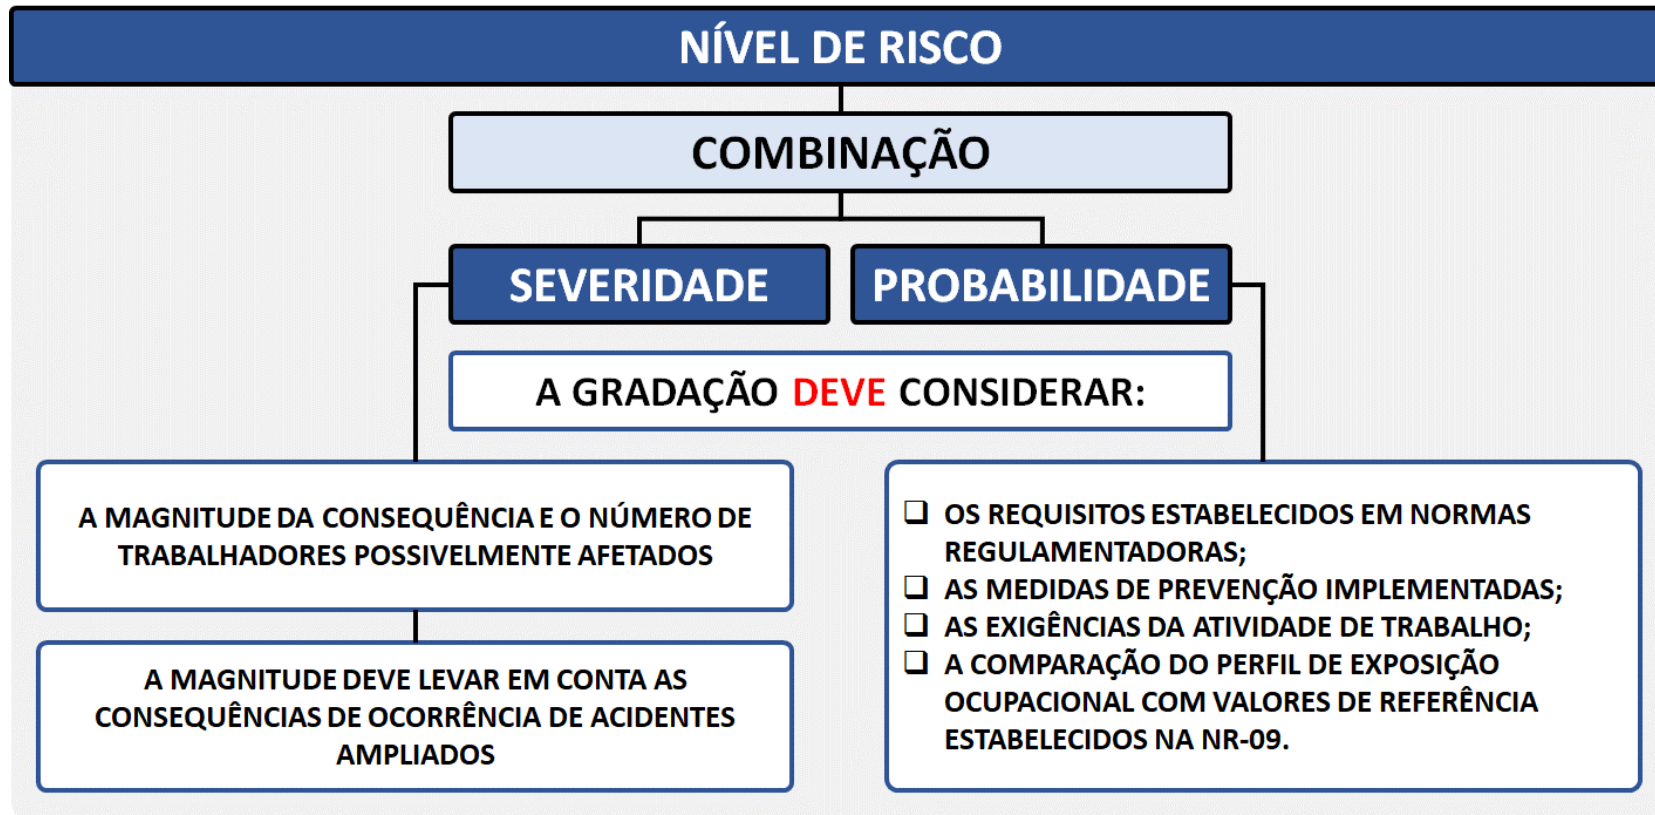 NÍVEL DE RISCO
COMBINAÇÃO
SEVERIDADE
PROBABILIDADE
A GRADAÇÃO DEVE CONSIDERAR:
A MAGNITUDE DA CONSEQUÊNCIA E O NÚMERO DE
TRABALHADORES POSSIVELMENTE AFETADOS
A MAGNITUDE DEVE LEVAR EM CONTA AS
CONSEQUÊNCIAS DE OCORRÊNCIA DE ACIDENTES
AMPLIADOS
❑ OS REQUISITOS ESTABELECIDOS EM NORMAS
REGULAMENTADORAS;
❑ AS MEDIDAS DE PREVENÇÃO IMPLEMENTADAS;
❑ AS EXIGÊNCIAS DA ATIVIDADE DE TRABALHO;
❑ A COMPARAÇÃO DO PERFIL DE EXPOSIÇÃO
OCUPACIONAL COM VALORES DE REFERÊNCIA
ESTABELECIDOS NA NR-09.